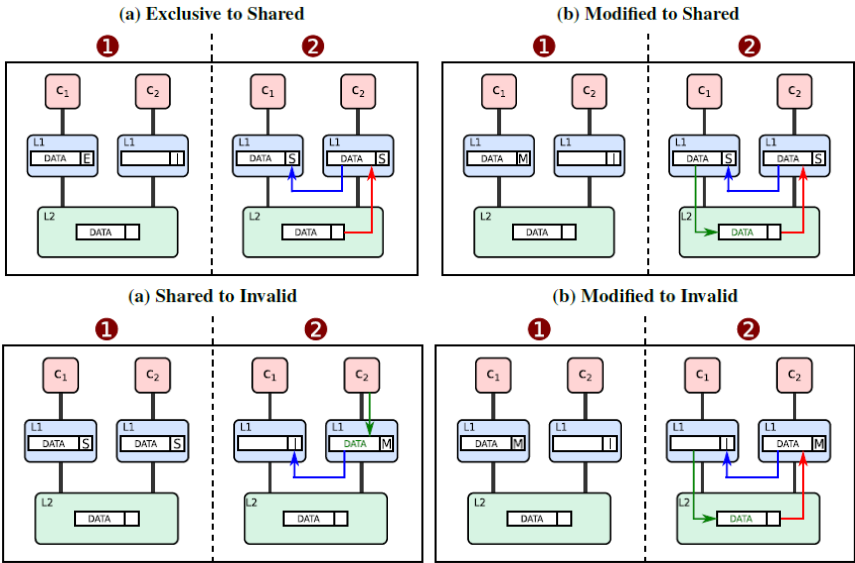 (a) Exclusive to Shared
(b) Modified to Shared
1 2 1 2
C1 C2 C1 C2 C1 C2 C1 C2
L1 L1 L1 L1 L1 L1 L1 L1
DATA E I DATA S DATA S DATA M I DATA S DATA S
L2 L2 L2 L2
DATA DATA DATA DATA
(a) Shared to Invalid
(b) Modified to Invalid
1 2 1 2
C1 C2 C1 C2 C1 C2 C1 C2
L1 L1 L1 L1 L1 L1 L1 L1
DATA S DATA S I DATA M DATA M I I DATA M
L2 L2 L2 L2
DATA DATA DATA DATA